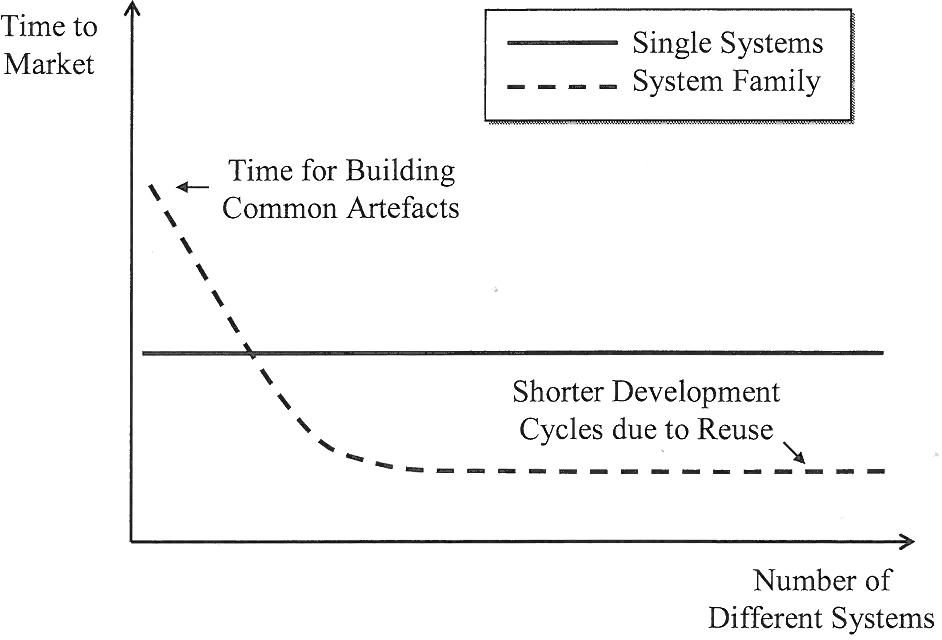 Time to
Market
Single Systems
System Family
Time for Building
Common Artefacts
Shorter Development
Cycles due to Reuse
Number of
Different Systems